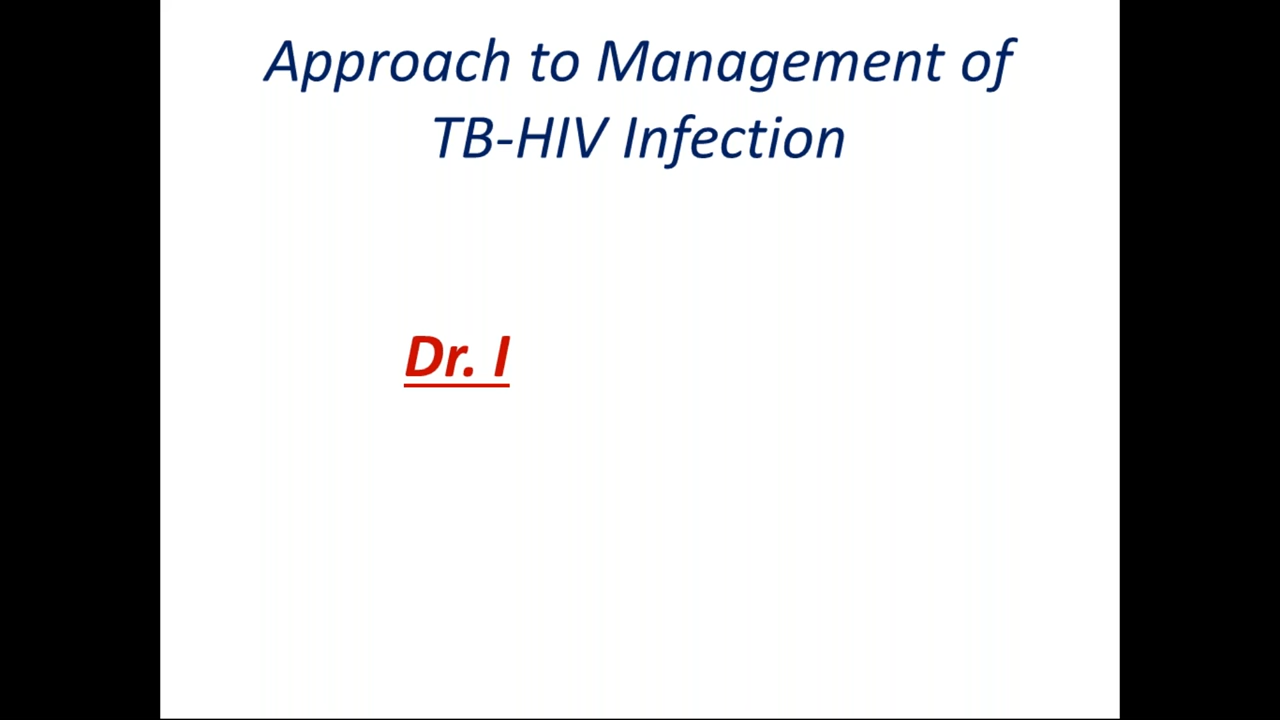 Approach to Management of
TB-HIV Infection
Dr. I